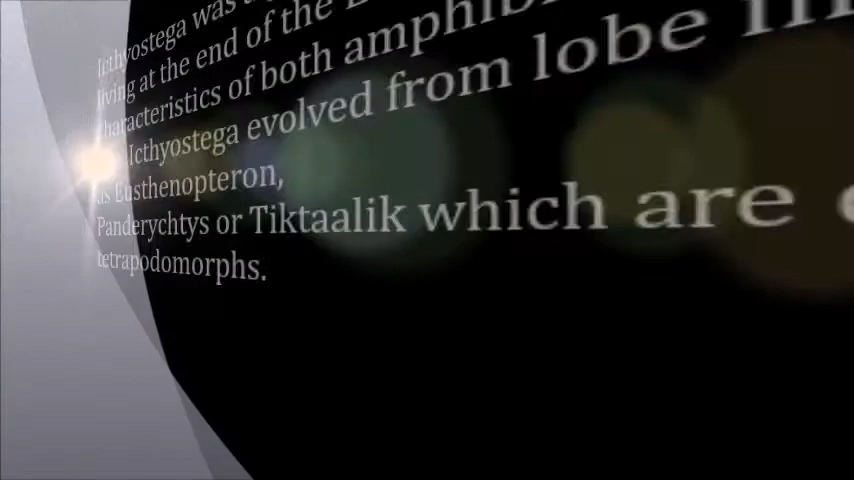 Icthyostega was a
living at the end of the
characteristics of both amphib
Icthyostega evolved from lobe
as Eusthenopteron,
Panderychtys or Tiktaalik which are
tetrapodomorphs.